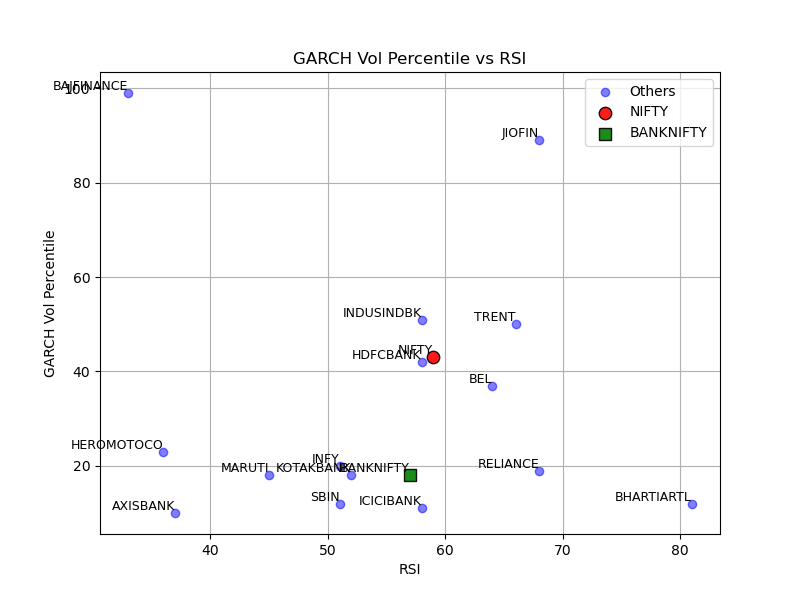 GARCH Vol Percentile vs RSI
BAJFINANCE
100
Others
NIFTY
BANKNIFTY
JIOFIN
80
60
INDUSINDBK
TRENT
NIFTY
HDFCBANK
40
BEL
HEROMOTOCO
INFY
20
MARUTI
KOTAKBANK
BANKNIFTY
RELIANCE
SBIN
ICICIBANK
BHARTIARTL
AXISBANK
GARCH Vol Percentile
40
50
60
70
80
RSI